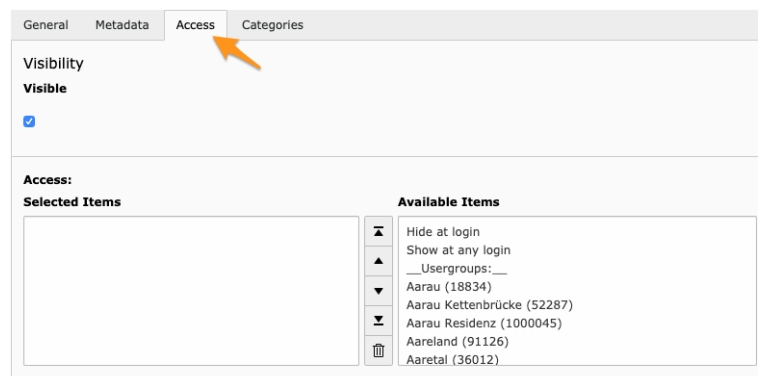 General Metadata Access Categories
Visibility
Visible
Access:
Selected Items
Available Items
Hide at login
Show at any login
__Usergroups:__
Aarau (18834)
Aarau Kettenbrücke (52287)
Aarau Residenz (1000045)
Aareland (91126)
Aaretal (36012)